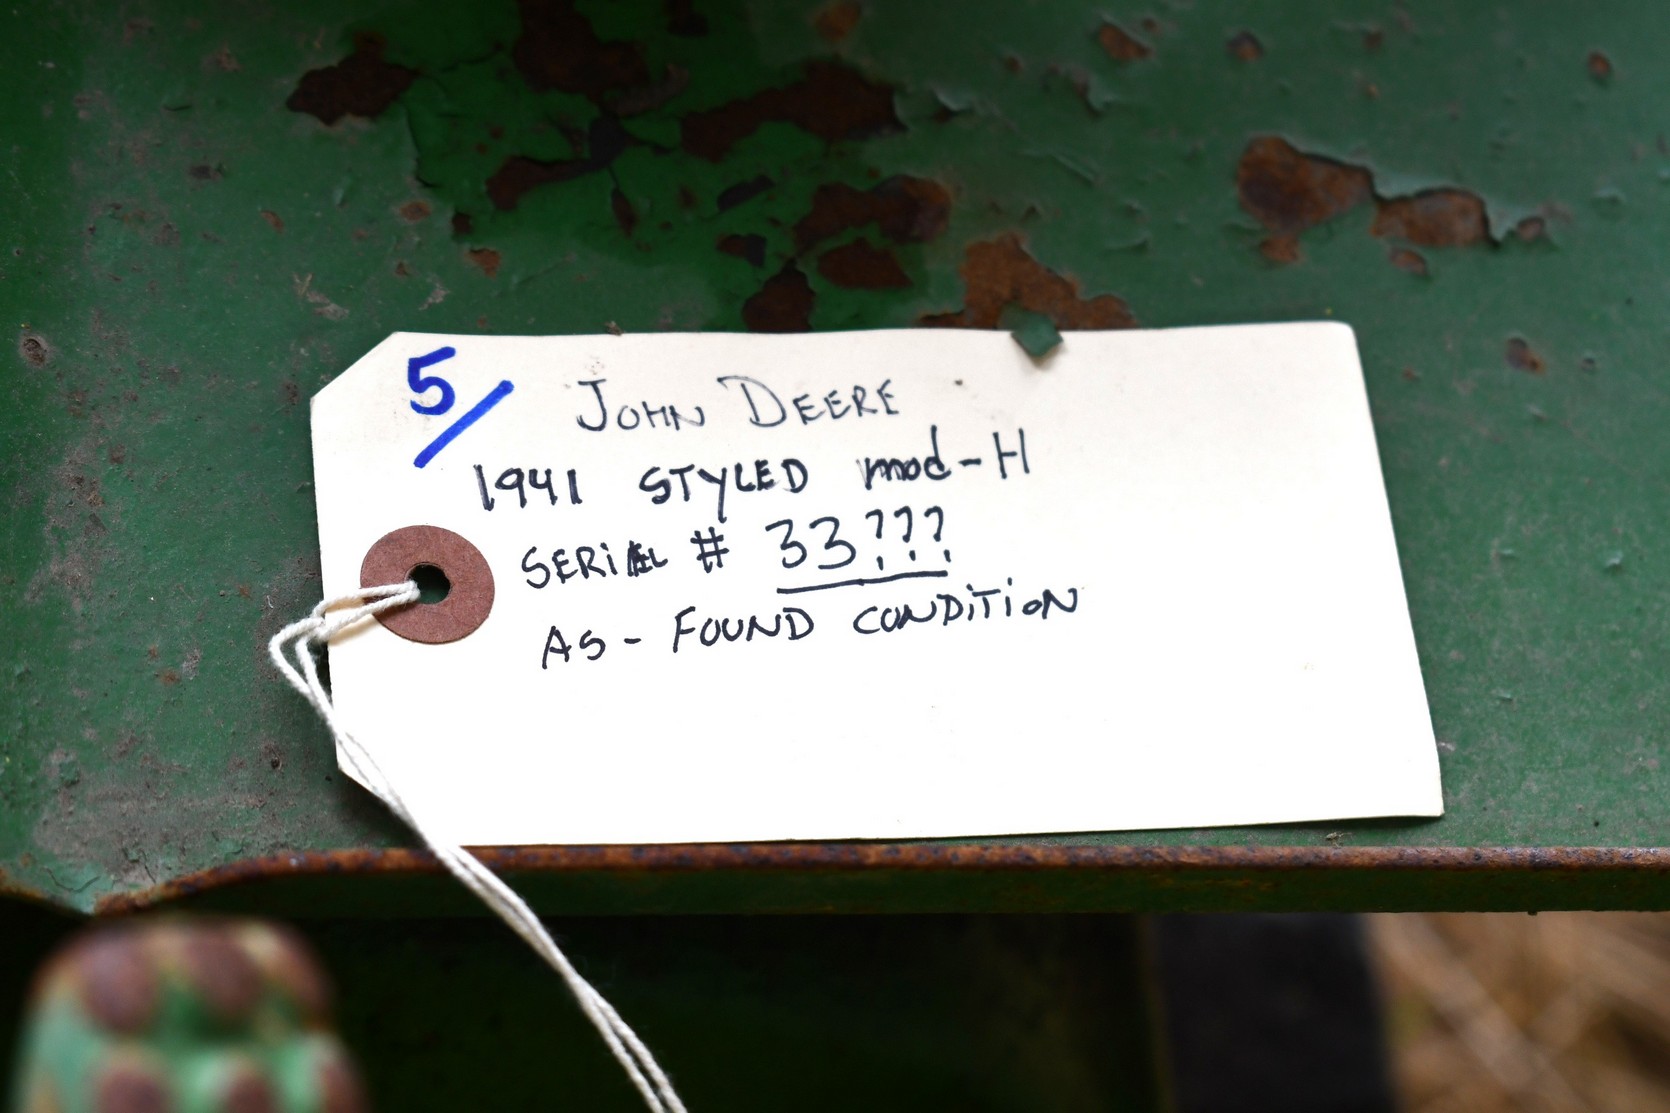 5/
JOHN DEERE
1941 STYLED mod-H
SERIAL # 33???
AS-FOUND CONDITION